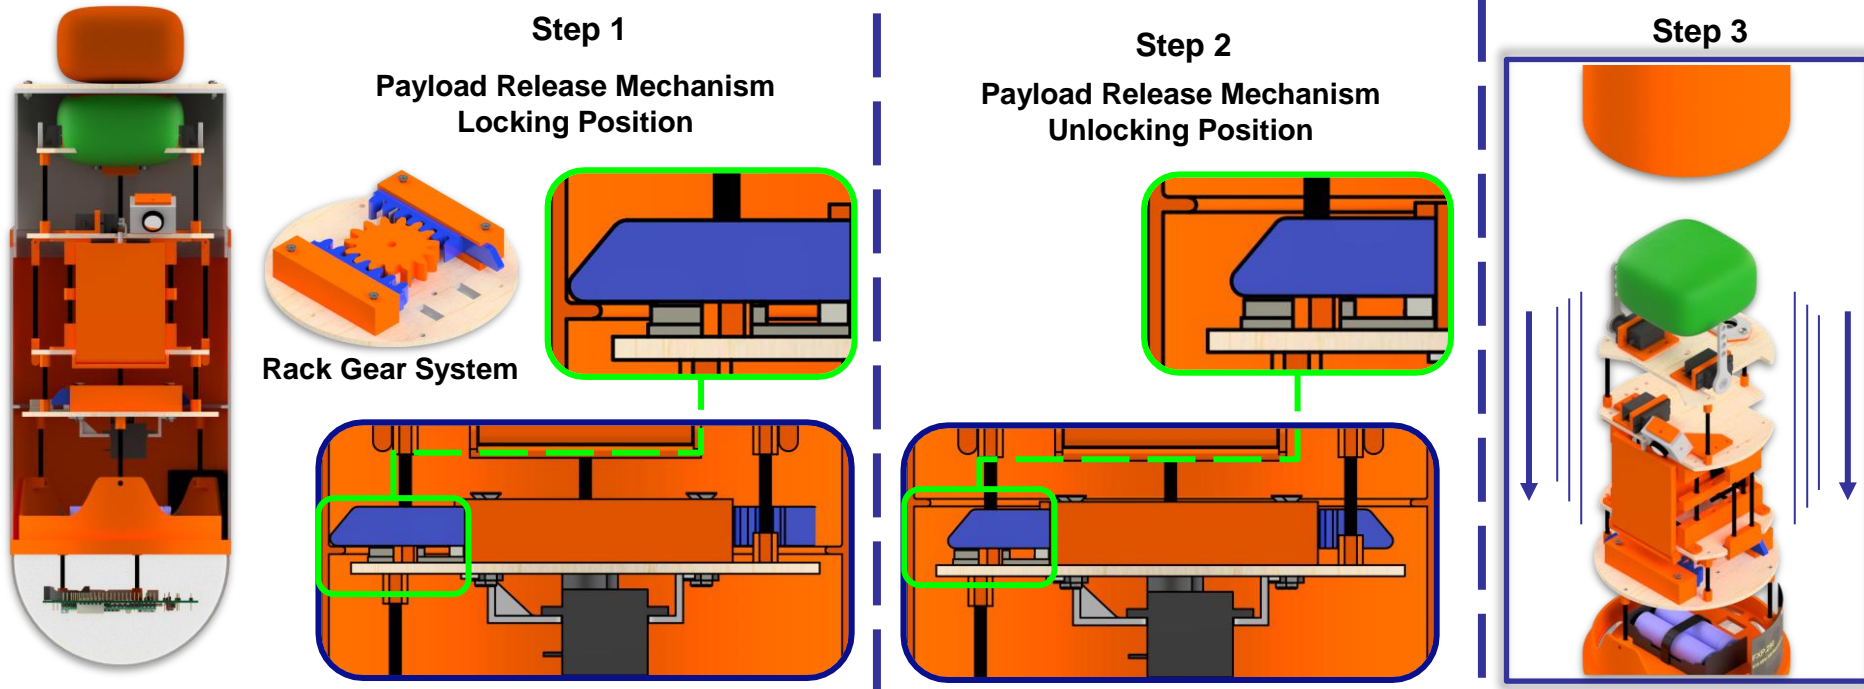 Step 1
Payload Release Mechanism
Locking Position
Rack Gear System
Step 2
Payload Release Mechanism
Unlocking Position
Step 3